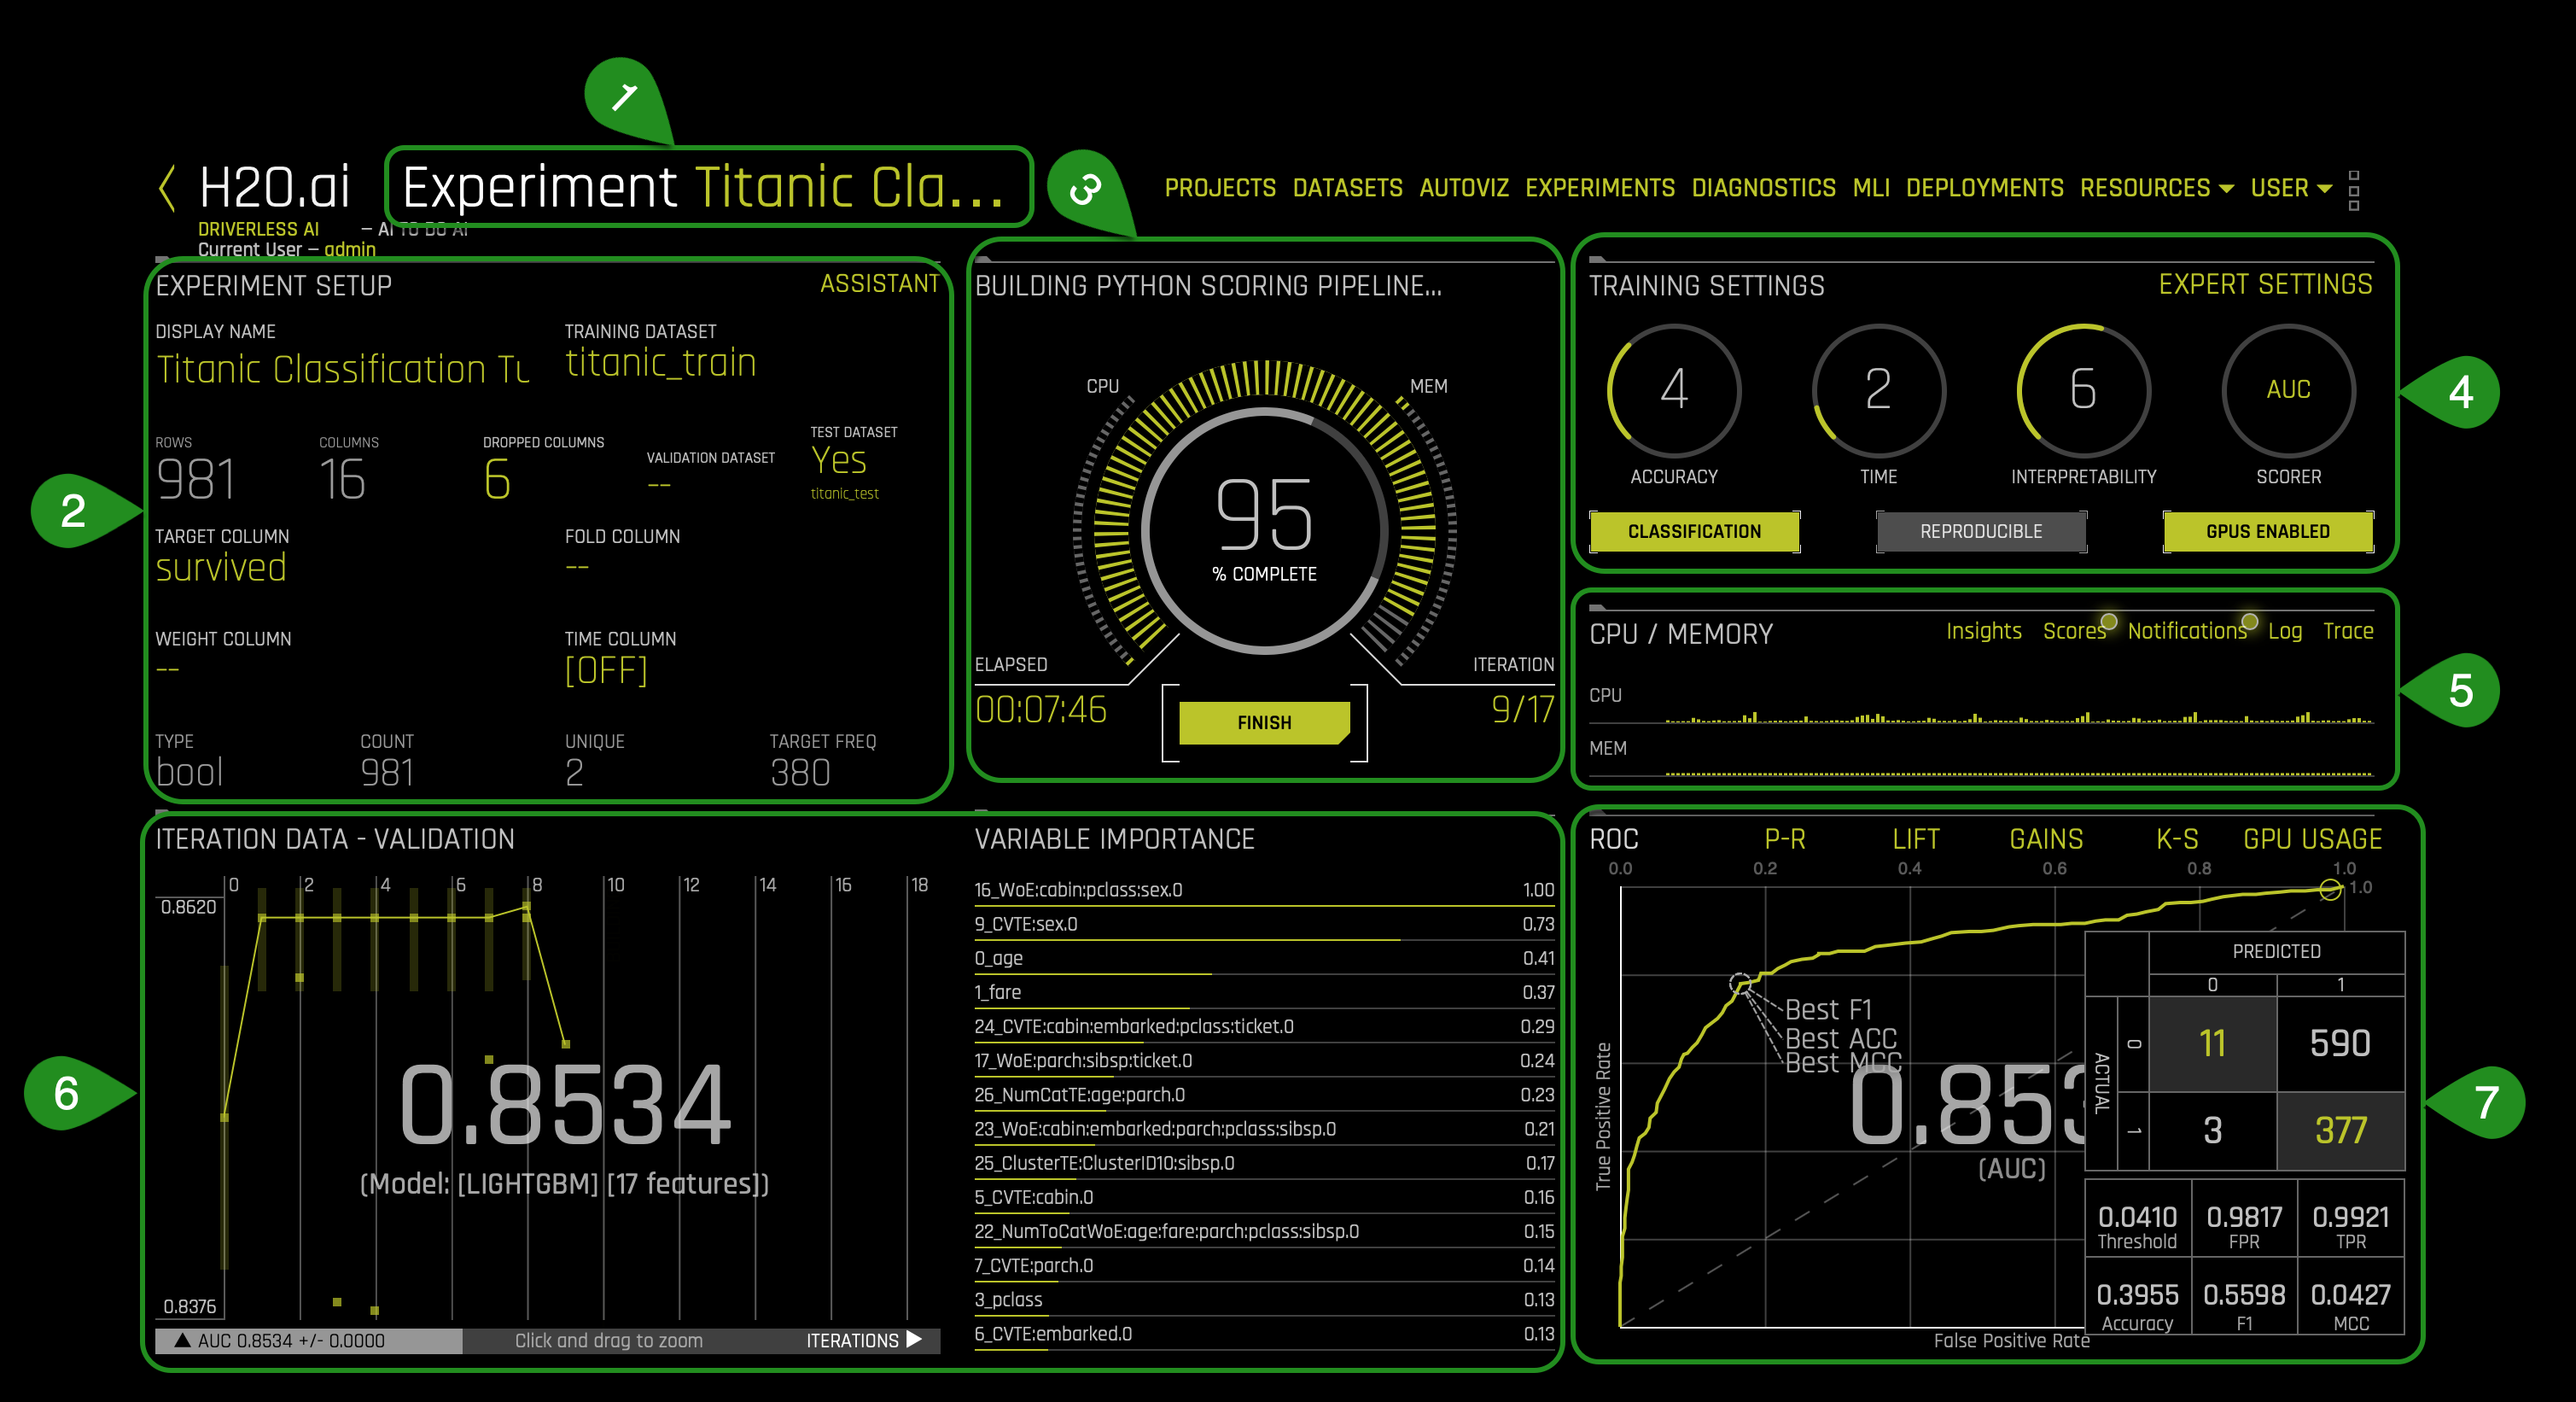 1
H2O.ai
Experiment Titanic Cla...
3
PROJECTS DATASETS AUTOVIZ EXPERIMENTS DIAGNOSTICS MLI DEPLOYMENTS RESOURCES USER
DRIVERLESS AI — AI TO DO AI
Current User — admin
EXPERIMENT SETUP ASSISTANT
DISPLAY NAME TRAINING DATASET
Titanic Classification Tu titanic_train
ROWS COLUMNS DROPPED COLUMNS VALIDATION DATASET TEST DATASET
981 16 6 -- Yes
titanic_test
2
TARGET COLUMN FOLD COLUMN
survived --
WEIGHT COLUMN TIME COLUMN
-- [OFF]
TYPE COUNT UNIQUE TARGET FREQ
bool 981 2 380
BUILDING PYTHON SCORING PIPELINE...
CPU MEM
95
% COMPLETE
ELAPSED ITERATION
00:07:46 9/17
FINISH
TRAINING SETTINGS EXPERT SETTINGS
4 2 6 AUC
ACCURACY TIME INTERPRETABILITY SCORER
CLASSIFICATION REPRODUCIBLE GPUS ENABLED
4
CPU / MEMORY Insights Scores Notifications Log Trace
CPU
MEM
5
ITERATION DATA - VALIDATION
0 2 4 6 8 10 12 14 16 18
0.8620
0.8534
(Model: [LIGHTGBM] [17 features])
0.8376
AUC 0.8534 +/- 0.0000 Click and drag to zoom ITERATIONS
6
VARIABLE IMPORTANCE
16_WoE:cabin:pclass:sex.0 1.00
9_CVTE:sex.0 0.73
0_age 0.41
1_fare 0.37
24_CVTE:cabin:embarked:pclass:ticket.0 0.29
17_WoE:parch:sibsp:ticket.0 0.24
26_NumCatTE:age:parch.0 0.23
23_WoE:cabin:embarked:parch:pclass:sibsp.0 0.21
25_ClusterTE:ClusterID10:sibsp.0 0.17
5_CVTE:cabin.0 0.16
22_NumToCatWoE:age:fare:parch:pclass:sibsp.0 0.15
7_CVTE:parch.0 0.14
3_pclass 0.13
6_CVTE:embarked.0 0.13
ROC P-R LIFT GAINS K-S GPU USAGE
0.0 0.2 0.4 0.6 0.8 1.0
1.0
True Positive Rate
Best F1
Best ACC
Best MCC
0.853
(AUC)
False Positive Rate
PREDICTED
0 1
ACTUAL
0 11 590
1 3 377
0.0410 0.9817 0.9921
Threshold FPR TPR
0.3955 0.5598 0.0427
Accuracy F1 MCC
7